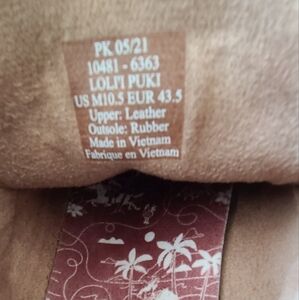 PK 05/21
10481 - 6363
LOLI'I PUKI
US M10.5 EUR 43.5
Upper: Leather
Outsole: Rubber
Made in Vietnam
Fabrique en Vietnam